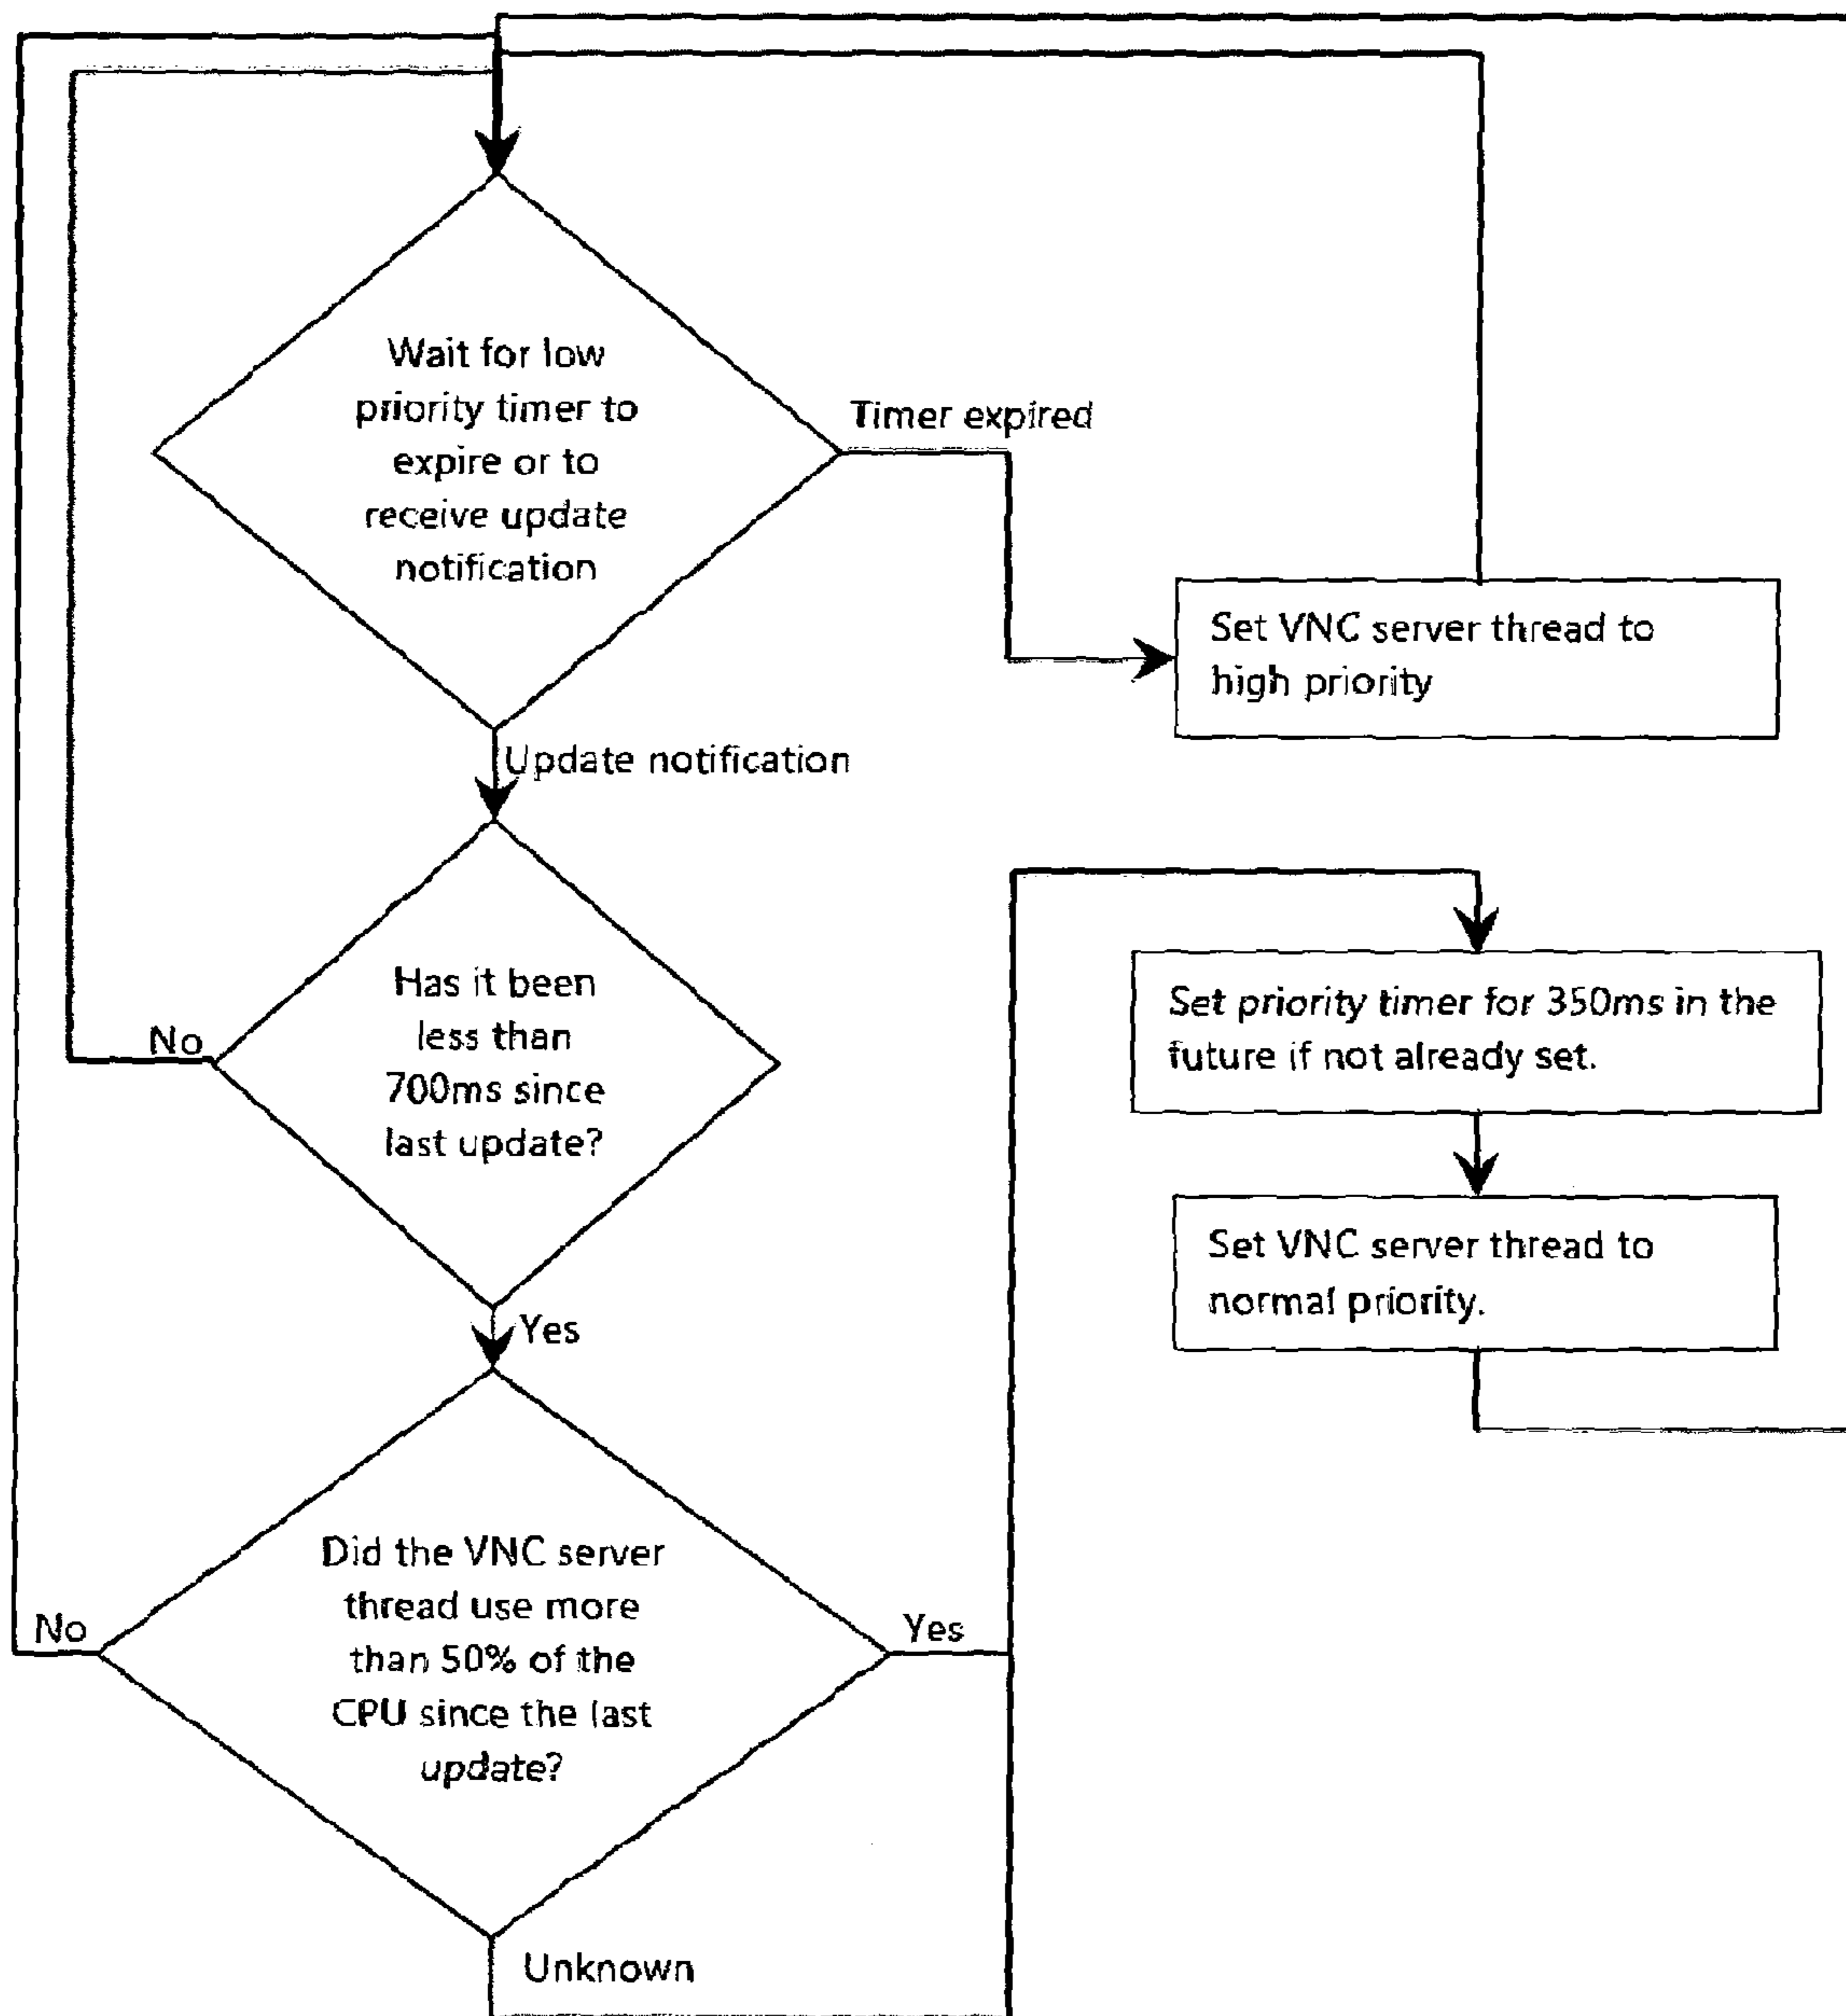 Wait for low
priority timer to
expire or to
receive update
notification
Timer expired
Set VNC server thread to
high priority
Update notification
Has it been
less than
700ms since
last update?
No
Set priority timer for 350ms in the
future if not already set.
Set VNC server thread to
normal priority.
Yes
Did the VNC server
thread use more
than 50% of the
CPU since the last
update?
No
Yes
Unknown